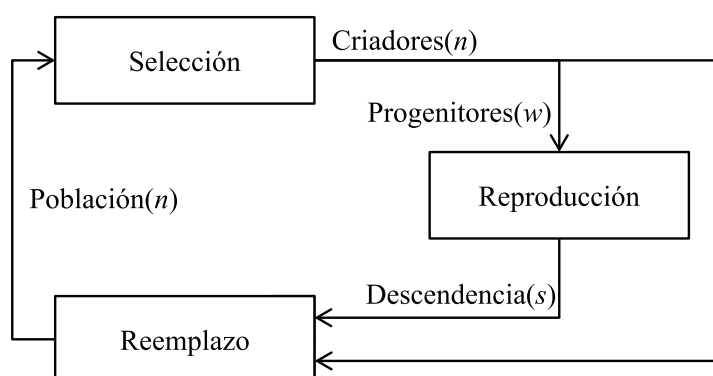 Selección
Criadores(n)
Progenitores(w)
Reproducción
Población(n)
Descendencia(s)
Reemplazo